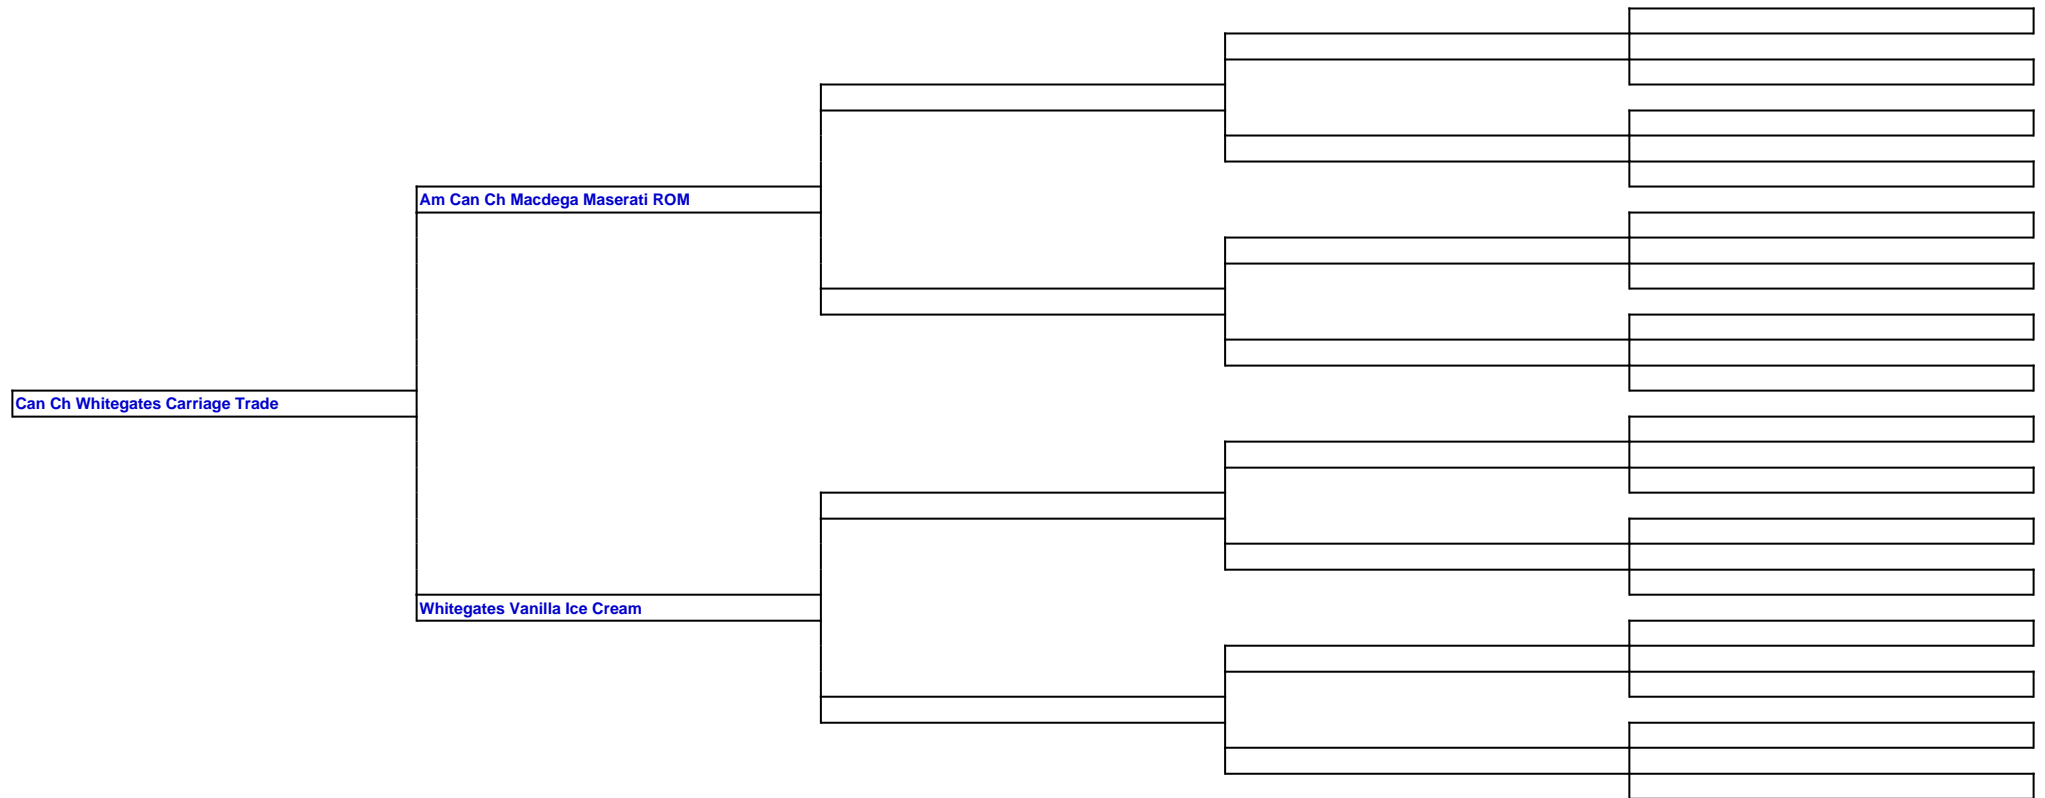 Am Can Ch Macdega Maserati ROM
Can Ch Whitegates Carriage Trade
Whitegates Vanilla Ice Cream